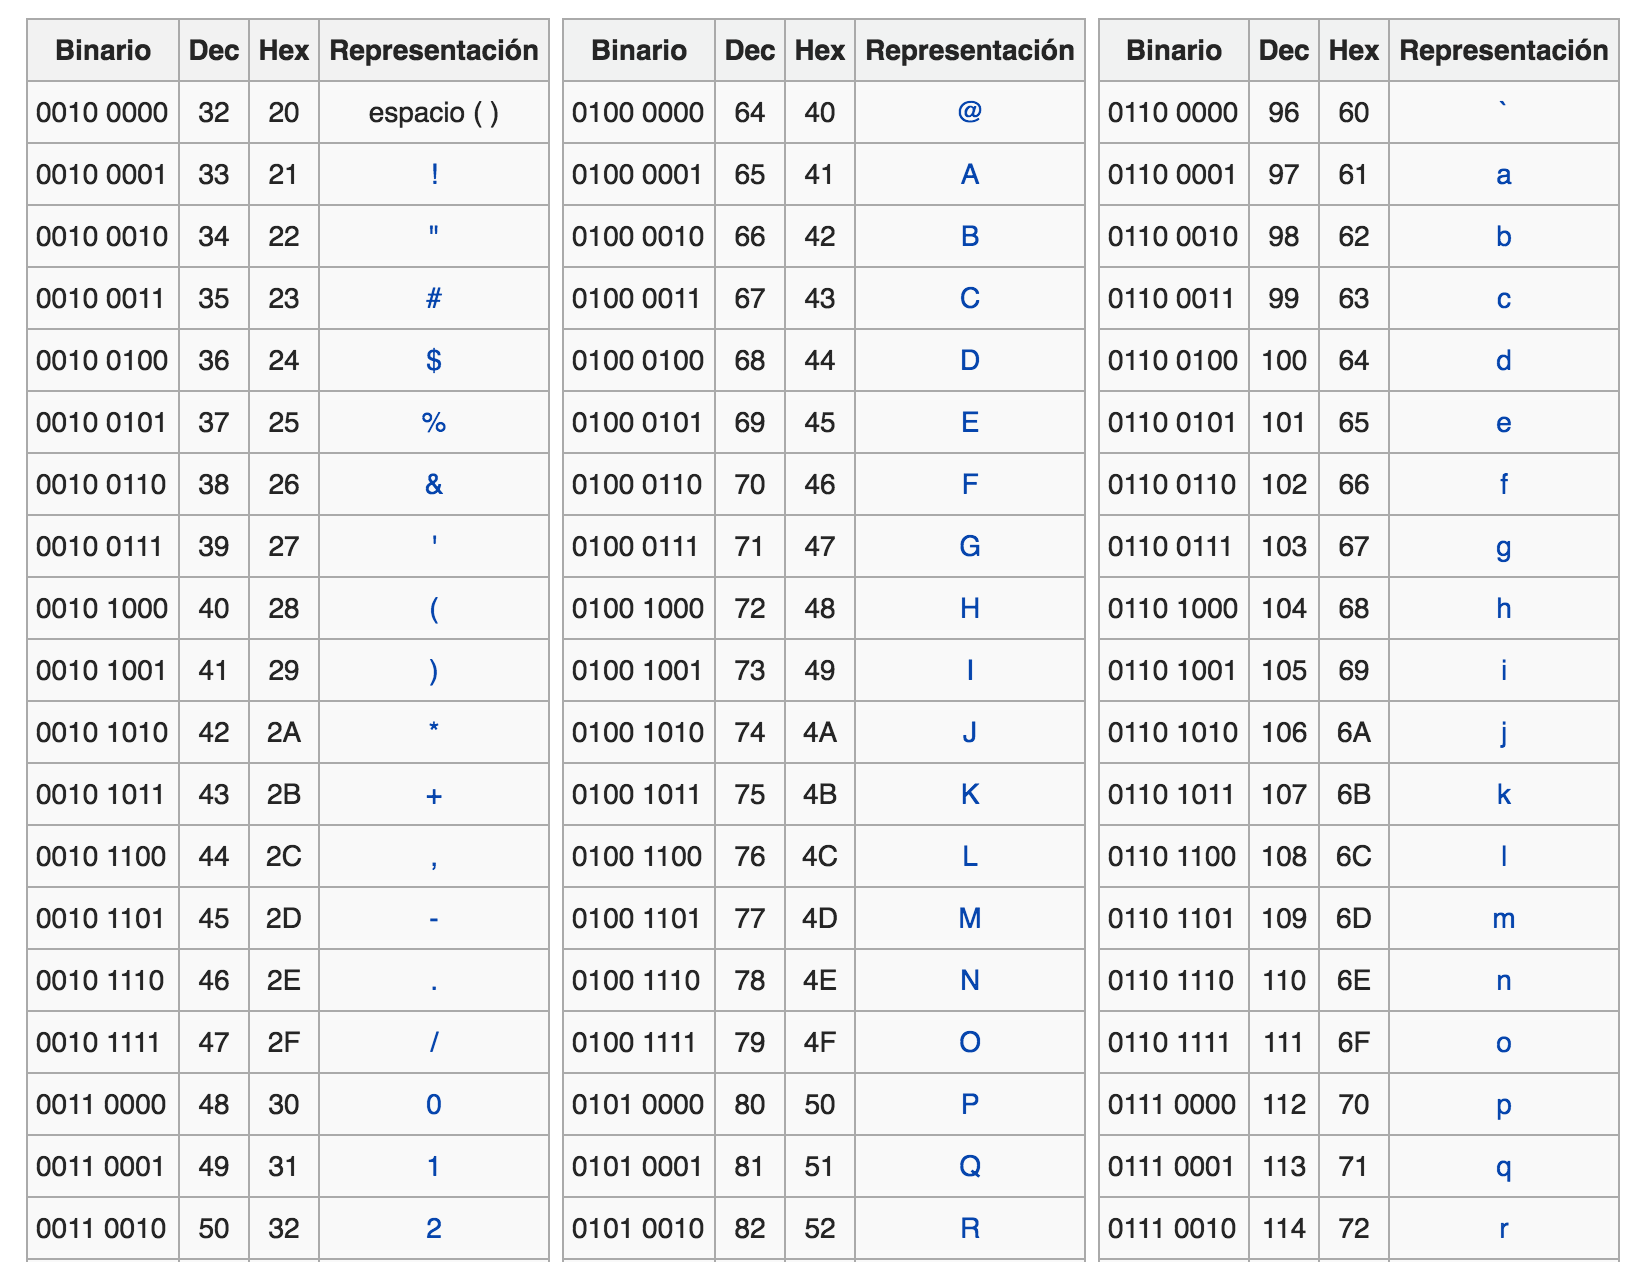 Binario Dec Hex Representación Binario Dec Hex Representación Binario Dec Hex Representación
0010 0000 32 20 espacio ( ) 0100 0000 64 40 @ 0110 0000 96 60 `
0010 0001 33 21 ! 0100 0001 65 41 A 0110 0001 97 61 a
0010 0010 34 22 " 0100 0010 66 42 B 0110 0010 98 62 b
0010 0011 35 23 # 0100 0011 67 43 C 0110 0011 99 63 c
0010 0100 36 24 $ 0100 0100 68 44 D 0110 0100 100 64 d
0010 0101 37 25 % 0100 0101 69 45 E 0110 0101 101 65 e
0010 0110 38 26 & 0100 0110 70 46 F 0110 0110 102 66 f
0010 0111 39 27 ' 0100 0111 71 47 G 0110 0111 103 67 g
0010 1000 40 28 ( 0100 1000 72 48 H 0110 1000 104 68 h
0010 1001 41 29 ) 0100 1001 73 49 I 0110 1001 105 69 i
0010 1010 42 2A * 0100 1010 74 4A J 0110 1010 106 6A j
0010 1011 43 2B + 0100 1011 75 4B K 0110 1011 107 6B k
0010 1100 44 2C , 0100 1100 76 4C L 0110 1100 108 6C l
0010 1101 45 2D - 0100 1101 77 4D M 0110 1101 109 6D m
0010 1110 46 2E . 0100 1110 78 4E N 0110 1110 110 6E n
0010 1111 47 2F / 0100 1111 79 4F O 0110 1111 111 6F o
0011 0000 48 30 0 0101 0000 80 50 P 0111 0000 112 70 p
0011 0001 49 31 1 0101 0001 81 51 Q 0111 0001 113 71 q
0011 0010 50 32 2 0101 0010 82 52 R 0111 0010 114 72 r